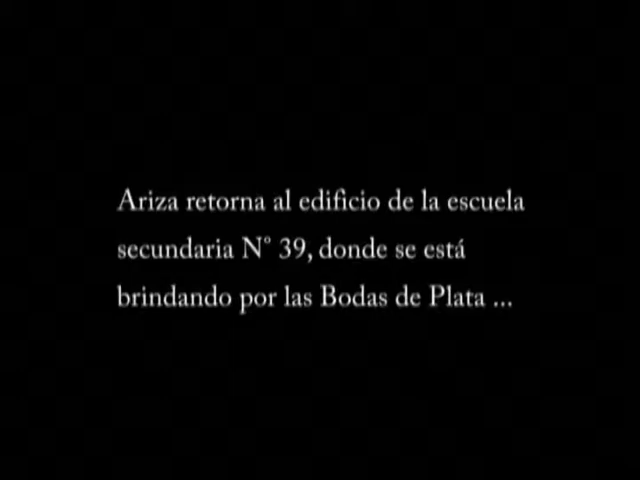 Ariza retorna al edificio de la escuela
secundaria N° 39, donde se está
brindando por las Bodas de Plata ...